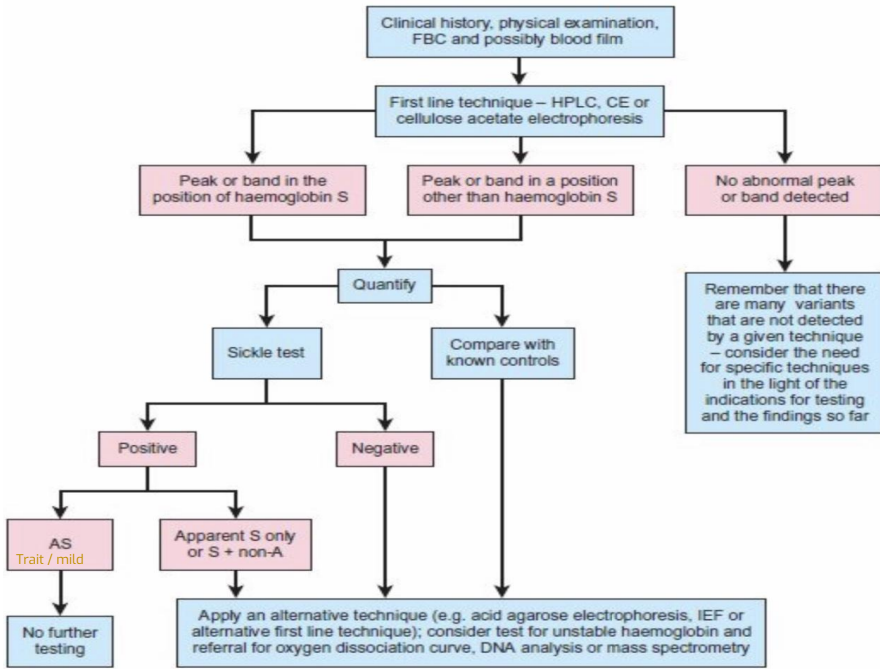 Clinical history, physical examination,
FBC and possibly blood film
First line technique – HPLC, CE or
cellulose acetate electrophoresis
Peak or band in the
position of haemoglobin S
Peak or band in a position
other than haemoglobin S
No abnormal peak
or band detected
Quantify
Remember that there
are many variants
that are not detected
by a given technique
– consider the need
for specific techniques
in the light of the
indications for testing
and the findings so far
Sickle test
Compare with
known controls
Positive
Negative
AS
Trait / mild
Apparent S only
or S + non-A
No further
testing
Apply an alternative technique (e.g. acid agarose electrophoresis, IEF or
alternative first line technique); consider test for unstable haemoglobin and
referral for oxygen dissociation curve, DNA analysis or mass spectrometry